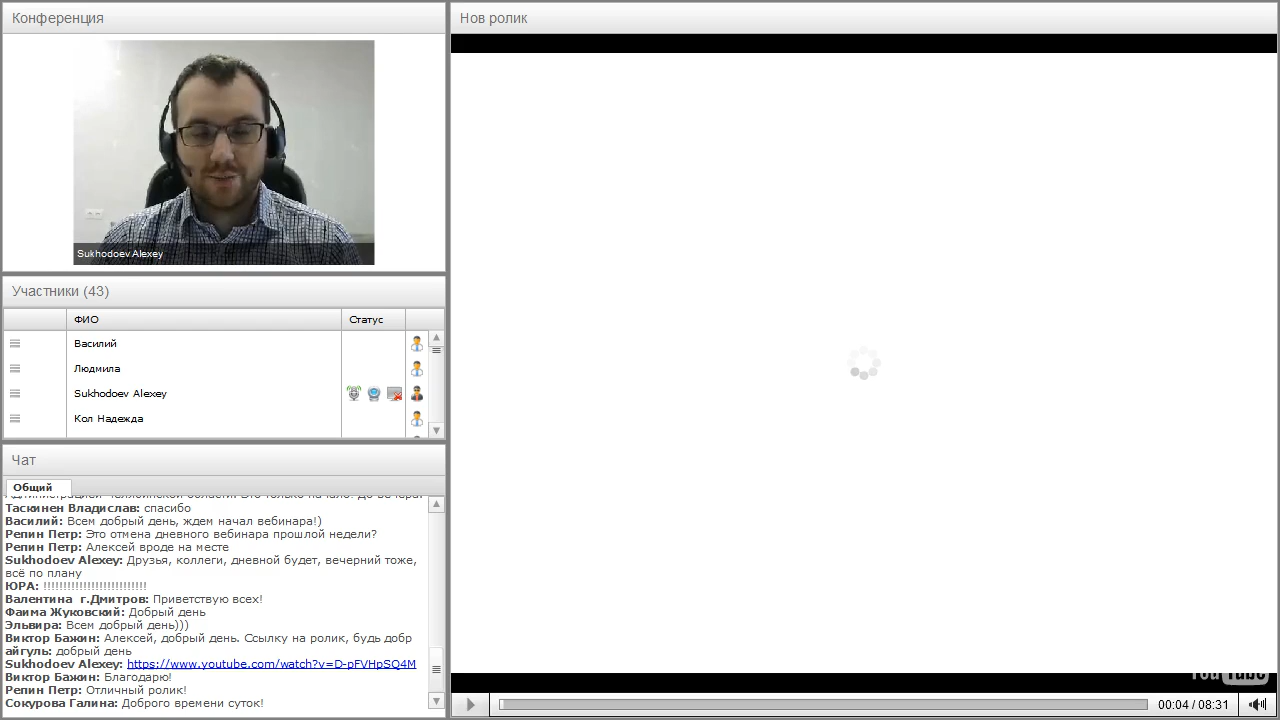 Конференция
Нов ролик
Sukhodoev Alexey
Участники (43)
ФИО
Статус
Василий
Людмила
Sukhodoev Alexey
Кол Надежда
Чат
Общий
Таскинен Владислав: спасибо
Василий: Всем добрый день, ждем начал вебинара!)
Репин Петр: Это отмена дневного вебинара прошлой недели?
Репин Петр: Алексей вроде на месте
Sukhodoev Alexey: Друзья, коллеги, дневной будет, вечерний тоже,
всё по плану
ЮРА: !!!!!!!!!!!!!!!!!!!!!!!!!!
Валентина г.Дмитров: Приветствую всех!
Фаима Жуковский: Добрый день
Эльвира: Всем добрый день)))
Виктор Бажин: Алексей, добрый день. Ссылку на ролик, будь добр
айгуль: добрый день
Sukhodoev Alexey: https://www.youtube.com/watch?v=D-pFVHpSQ4M
Виктор Бажин: Благодарю!
Репин Петр: Отличный ролик!
Сокурова Галина: Доброго времени суток!
YouTube
00:04 / 08:31